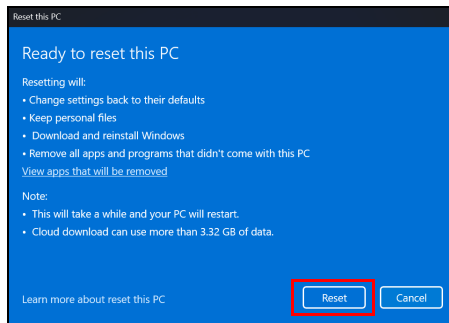 Reset this PC
Ready to reset this PC
Resetting will:
• Change settings back to their defaults
• Keep personal files
• Download and reinstall Windows
• Remove all apps and programs that didn't come with this PC
View apps that will be removed
Note:
• This will take a while and your PC will restart.
• Cloud download can use more than 3.32 GB of data.
Learn more about reset this PC
Reset
Cancel